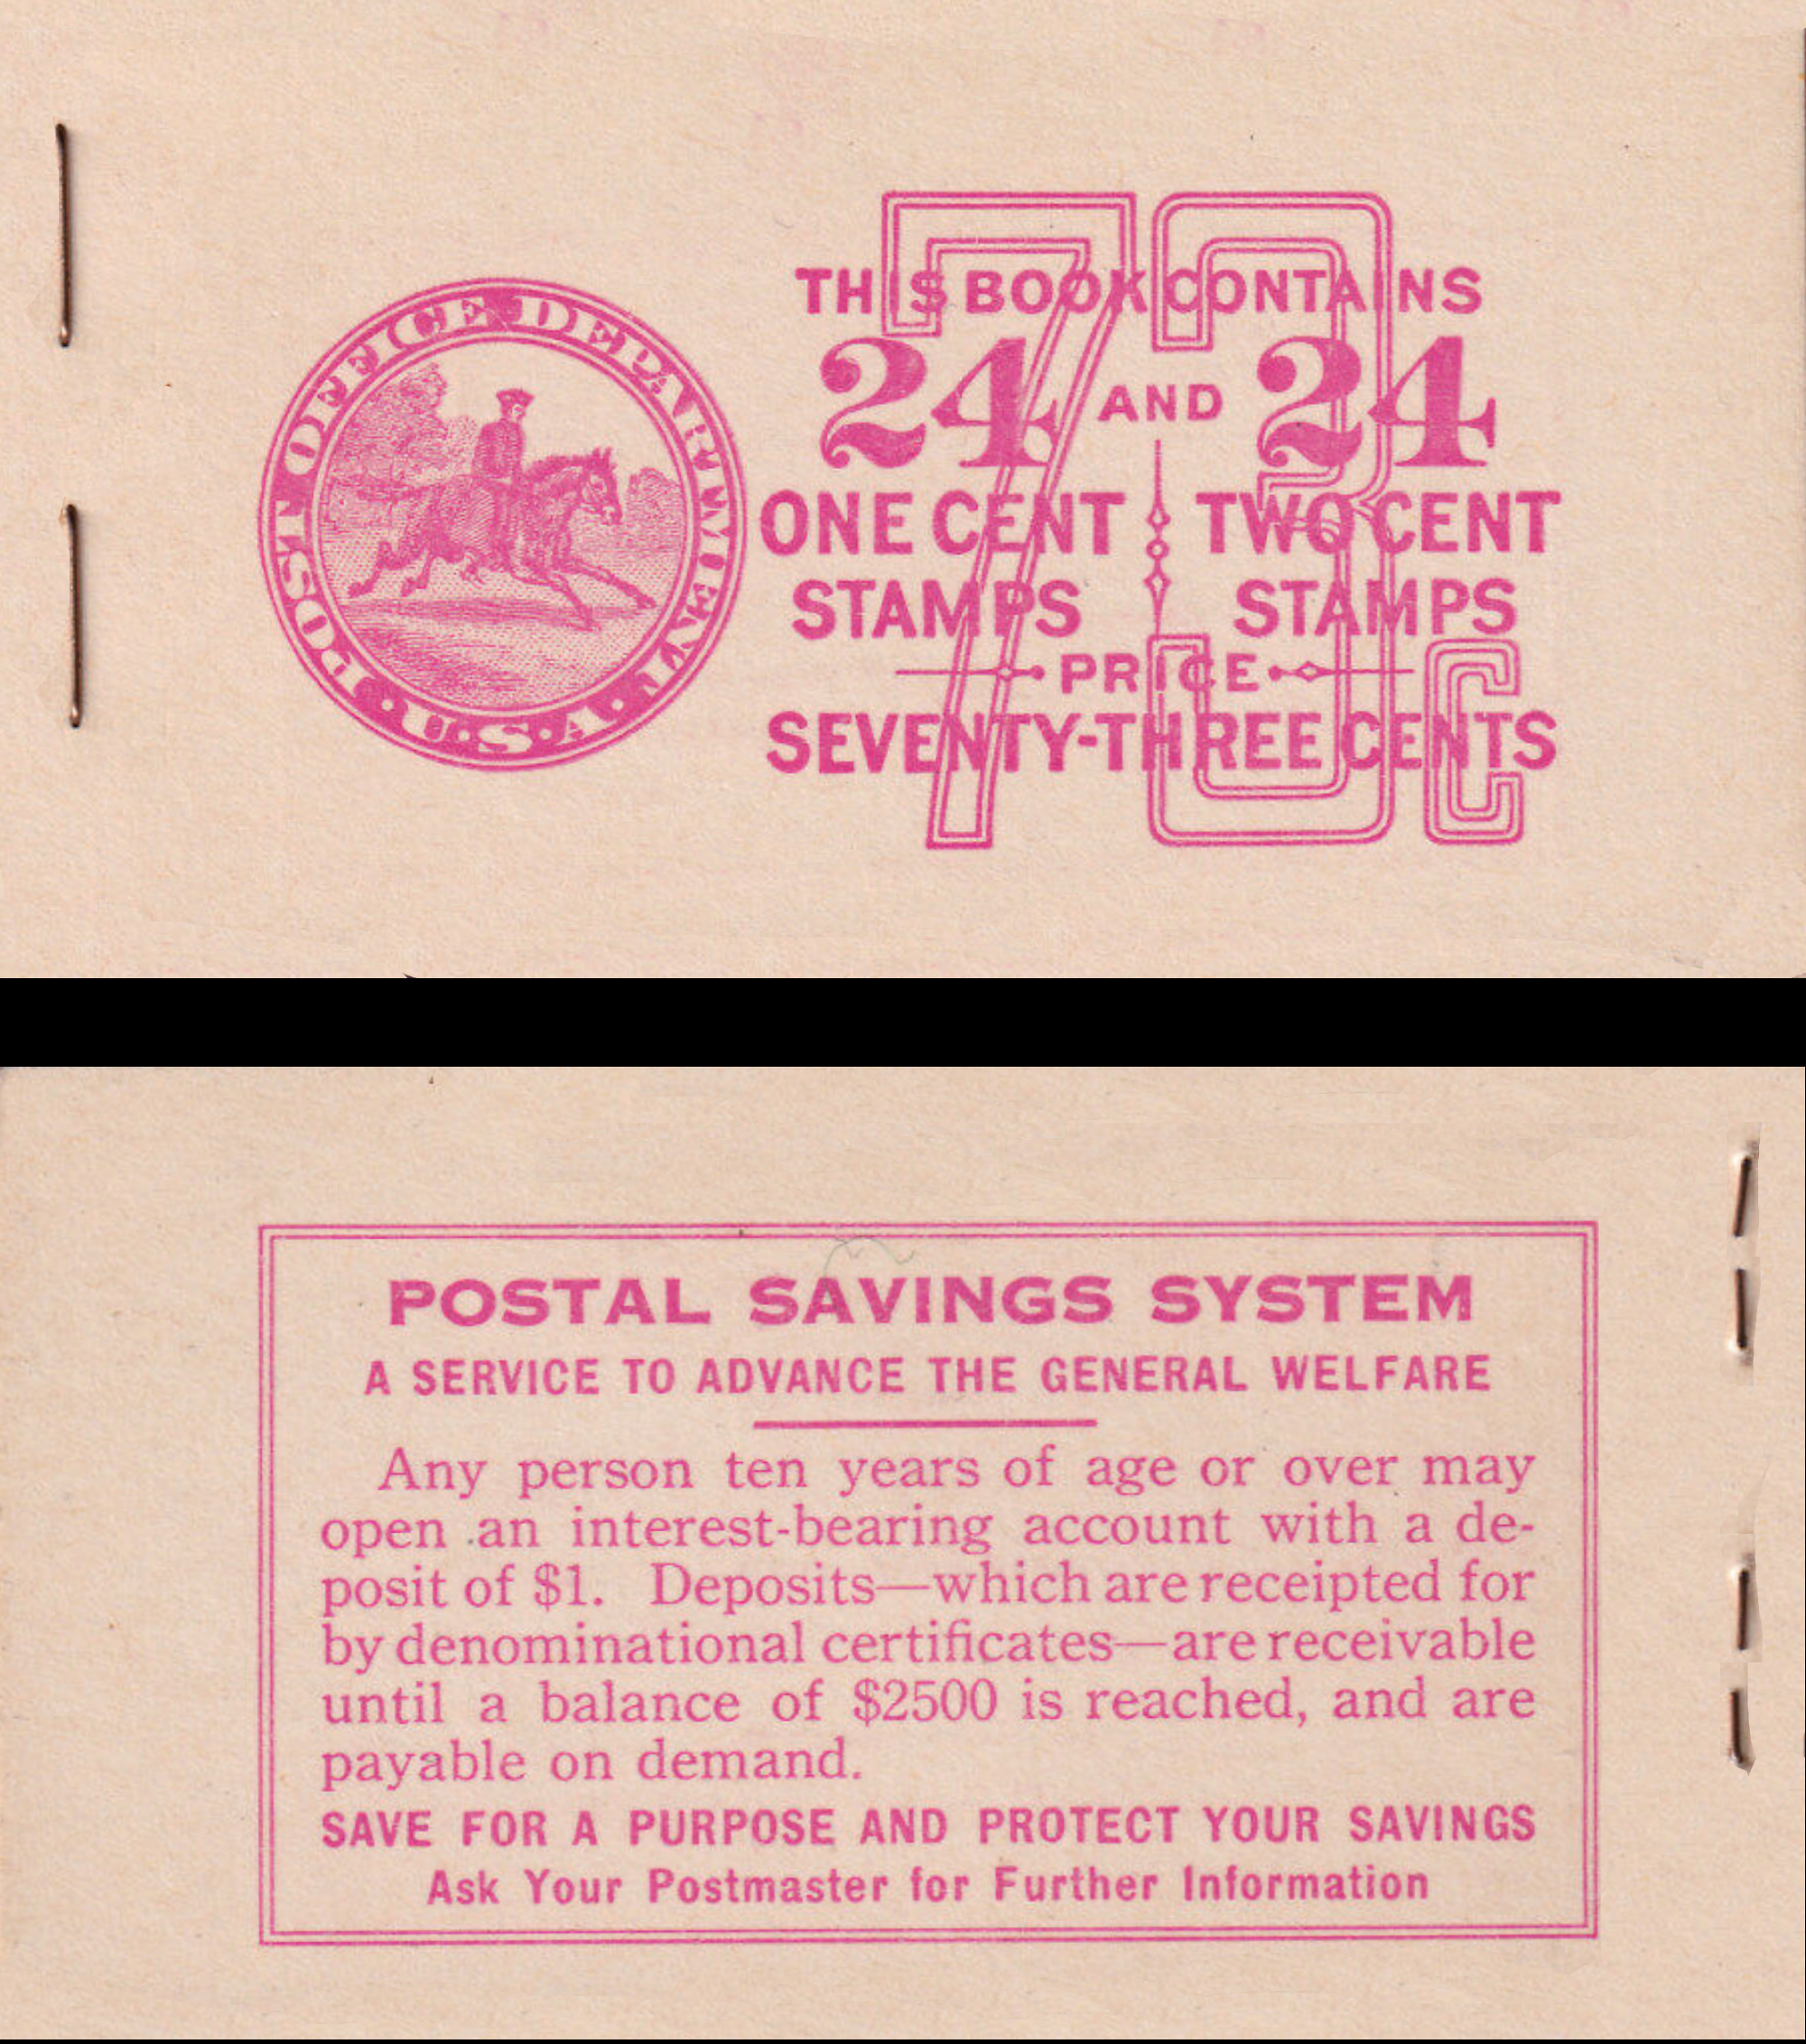 POST OFFICE DEPARTMENT
• U.S.A. •
73c
THIS BOOK CONTAINS
24 AND 24
ONE CENT TWO CENT
STAMPS STAMPS
PRICE
SEVENTY-THREE CENTS
POSTAL SAVINGS SYSTEM
A SERVICE TO ADVANCE THE GENERAL WELFARE
Any person ten years of age or over may
open an interest-bearing account with a de-
posit of $1. Deposits—which are receipted for
by denominational certificates—are receivable
until a balance of $2500 is reached, and are
payable on demand.
SAVE FOR A PURPOSE AND PROTECT YOUR SAVINGS
Ask Your Postmaster for Further Information